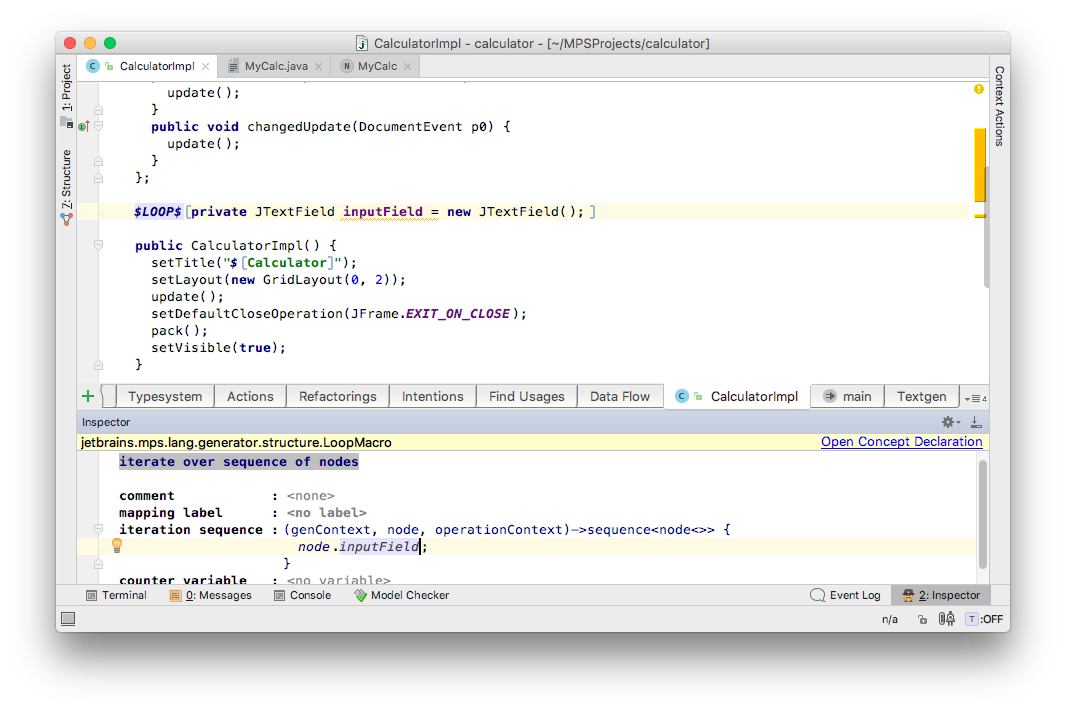 CalculatorImpl - calculator - [~/MPSProjects/calculator]
CalculatorImpl MyCalc.java MyCalc
1: Project
Z: Structure
Context Actions
update();
}
public void changedUpdate(DocumentEvent p0) {
update();
}
};
$LOOP$[private JTextField inputField = new JTextField(); ]
public CalculatorImpl() {
setTitle("$[Calculator]");
setLayout(new GridLayout(0, 2));
update();
setDefaultCloseOperation(JFrame.EXIT_ON_CLOSE);
pack();
setVisible(true);
}
Typesystem Actions Refactorings Intentions Find Usages Data Flow CalculatorImpl main Textgen 4
Inspector
jetbrains.mps.lang.generator.structure.LoopMacro Open Concept Declaration
iterate over sequence of nodes
comment : <none>
mapping label : <no label>
iteration sequence : (genContext, node, operationContext)->sequence<node<>> {
node.inputField;
}
counter variable : <no variable>
Terminal 0: Messages Console Model Checker Event Log 2: Inspector
n/a T :OFF